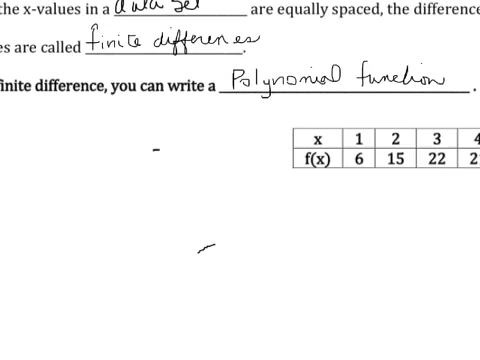 the x-values in a data set are equally spaced, the difference
es are called finite differences
inite difference, you can write a Polynomial function .
x 1 2 3 4
f(x) 6 15 22 2